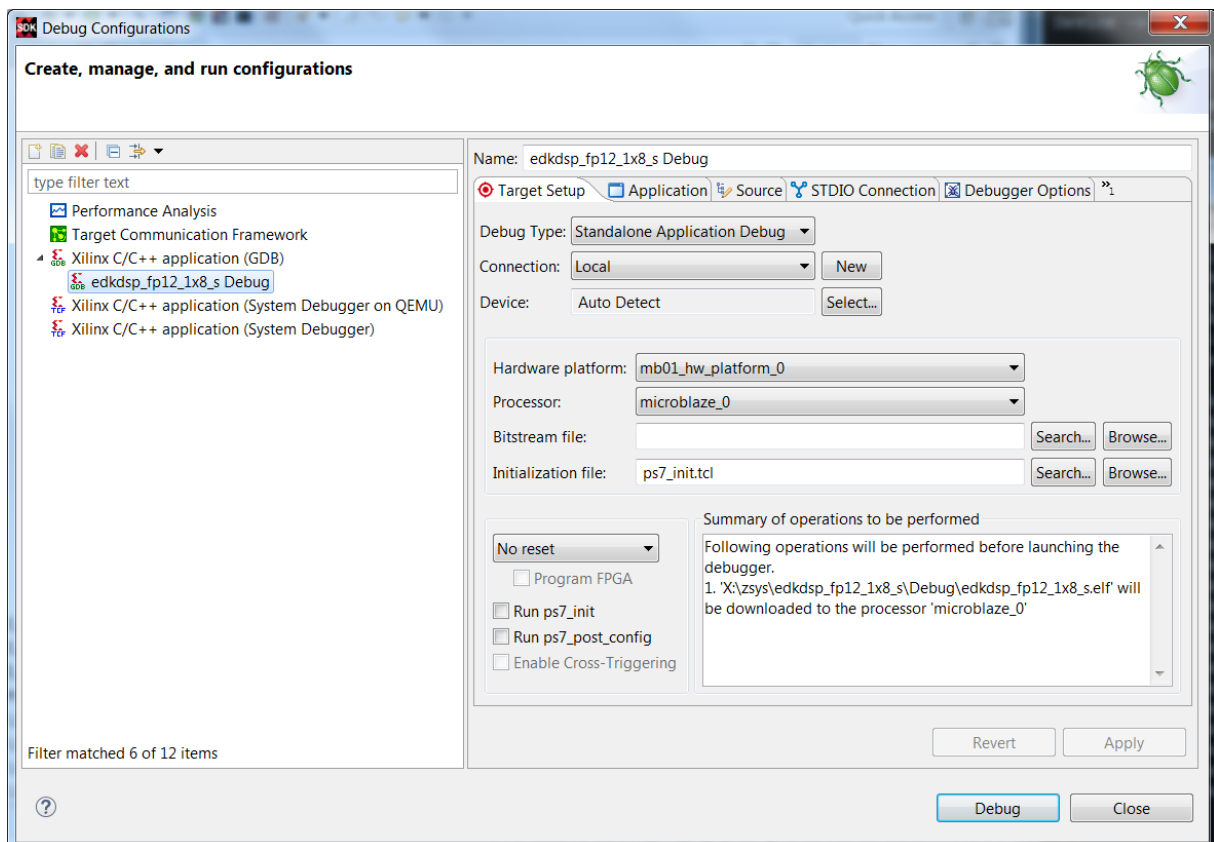 SDK Debug Configurations
X
Create, manage, and run configurations
type filter text
Performance Analysis
Target Communication Framework
Xilinx C/C++ application (GDB)
edkdsp_fp12_1x8_s Debug
Xilinx C/C++ application (System Debugger on QEMU)
Xilinx C/C++ application (System Debugger)
Filter matched 6 of 12 items
Name: edkdsp_fp12_1x8_s Debug
Target Setup Application Source STDIO Connection Debugger Options »1
Debug Type: Standalone Application Debug
Connection: Local New
Device: Auto Detect Select...
Hardware platform: mb01_hw_platform_0
Processor: microblaze_0
Bitstream file: Search... Browse...
Initialization file: ps7_init.tcl Search... Browse...
No reset
Program FPGA
Run ps7_init
Run ps7_post_config
Enable Cross-Triggering
Summary of operations to be performed
Following operations will be performed before launching the
debugger.
1. 'X:\zsys\edkdsp_fp12_1x8_s\Debug\edkdsp_fp12_1x8_s.elf' will
be downloaded to the processor 'microblaze_0'
Revert Apply
? Debug Close